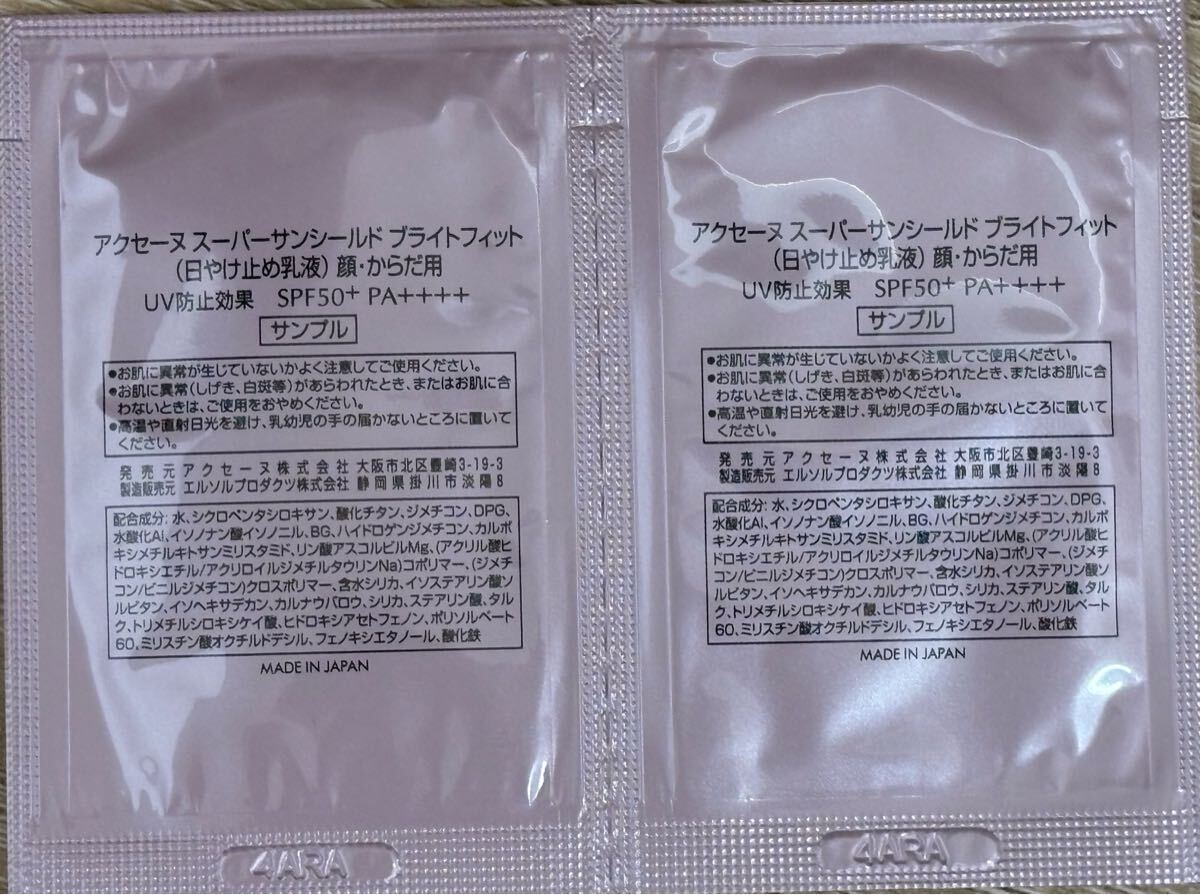 アクセーヌ スーパーサンシールド ブライトフィット
(日やけ止め乳液) 顔・からだ用
UV防止効果 SPF50+ PA++++
サンプル
●お肌に異常が生じていないかよく注意してご使用ください。
●お肌に異常(しげき、白斑等)があらわれたとき、またはお肌に合
わないときは、ご使用をおやめください。
●高温や直射日光を避け、乳幼児の手の届かないところに置いて
ください。
発売元 アクセーヌ株式会社 大阪市北区豊崎3-19-3
製造販売元 エルソルプロダクツ株式会社 静岡県掛川市淡陽8
配合成分:水、シクロペンタシロキサン、酸化チタン、ジメチコン、DPG、
水酸化Al、イソノナン酸イソノニル、BG、ハイドロゲンジメチコン、カルボ
キシメチルキトサンミリスタミド、リン酸アスコルビルMg、(アクリル酸ヒ
ドロキシエチル/アクリロイルジメチルタウリンNa)コポリマー、(ジメチ
コン/ビニルジメチコン)クロスポリマー、含水シリカ、イソステアリン酸ソ
ルビタン、イソヘキサデカン、カルナウバロウ、シリカ、ステアリン酸、タル
ク、トリメチルシロキシケイ酸、ヒドロキシアセトフェノン、ポリソルベート
60、ミリスチン酸オクチルドデシル、フェノキシエタノール、酸化鉄
MADE IN JAPAN
4ARA
アクセーヌ スーパーサンシールド ブライトフィット
(日やけ止め乳液) 顔・からだ用
UV防止効果 SPF50+ PA++++
サンプル
●お肌に異常が生じていないかよく注意してご使用ください。
●お肌に異常(しげき、白斑等)があらわれたとき、またはお肌に合
わないときは、ご使用をおやめください。
●高温や直射日光を避け、乳幼児の手の届かないところに置いて
ください。
発売元 アクセーヌ株式会社 大阪市北区豊崎3-19-3
製造販売元 エルソルプロダクツ株式会社 静岡県掛川市淡陽8
配合成分:水、シクロペンタシロキサン、酸化チタン、ジメチコン、DPG、
水酸化Al、イソノナン酸イソノニル、BG、ハイドロゲンジメチコン、カルボ
キシメチルキトサンミリスタミド、リン酸アスコルビルMg、(アクリル酸ヒ
ドロキシエチル/アクリロイルジメチルタウリンNa)コポリマー、(ジメチ
コン/ビニルジメチコン)クロスポリマー、含水シリカ、イソステアリン酸ソ
ルビタン、イソヘキサデカン、カルナウバロウ、シリカ、ステアリン酸、タル
ク、トリメチルシロキシケイ酸、ヒドロキシアセトフェノン、ポリソルベート
60、ミリスチン酸オクチルドデシル、フェノキシエタノール、酸化鉄
MADE IN JAPAN
4ARA